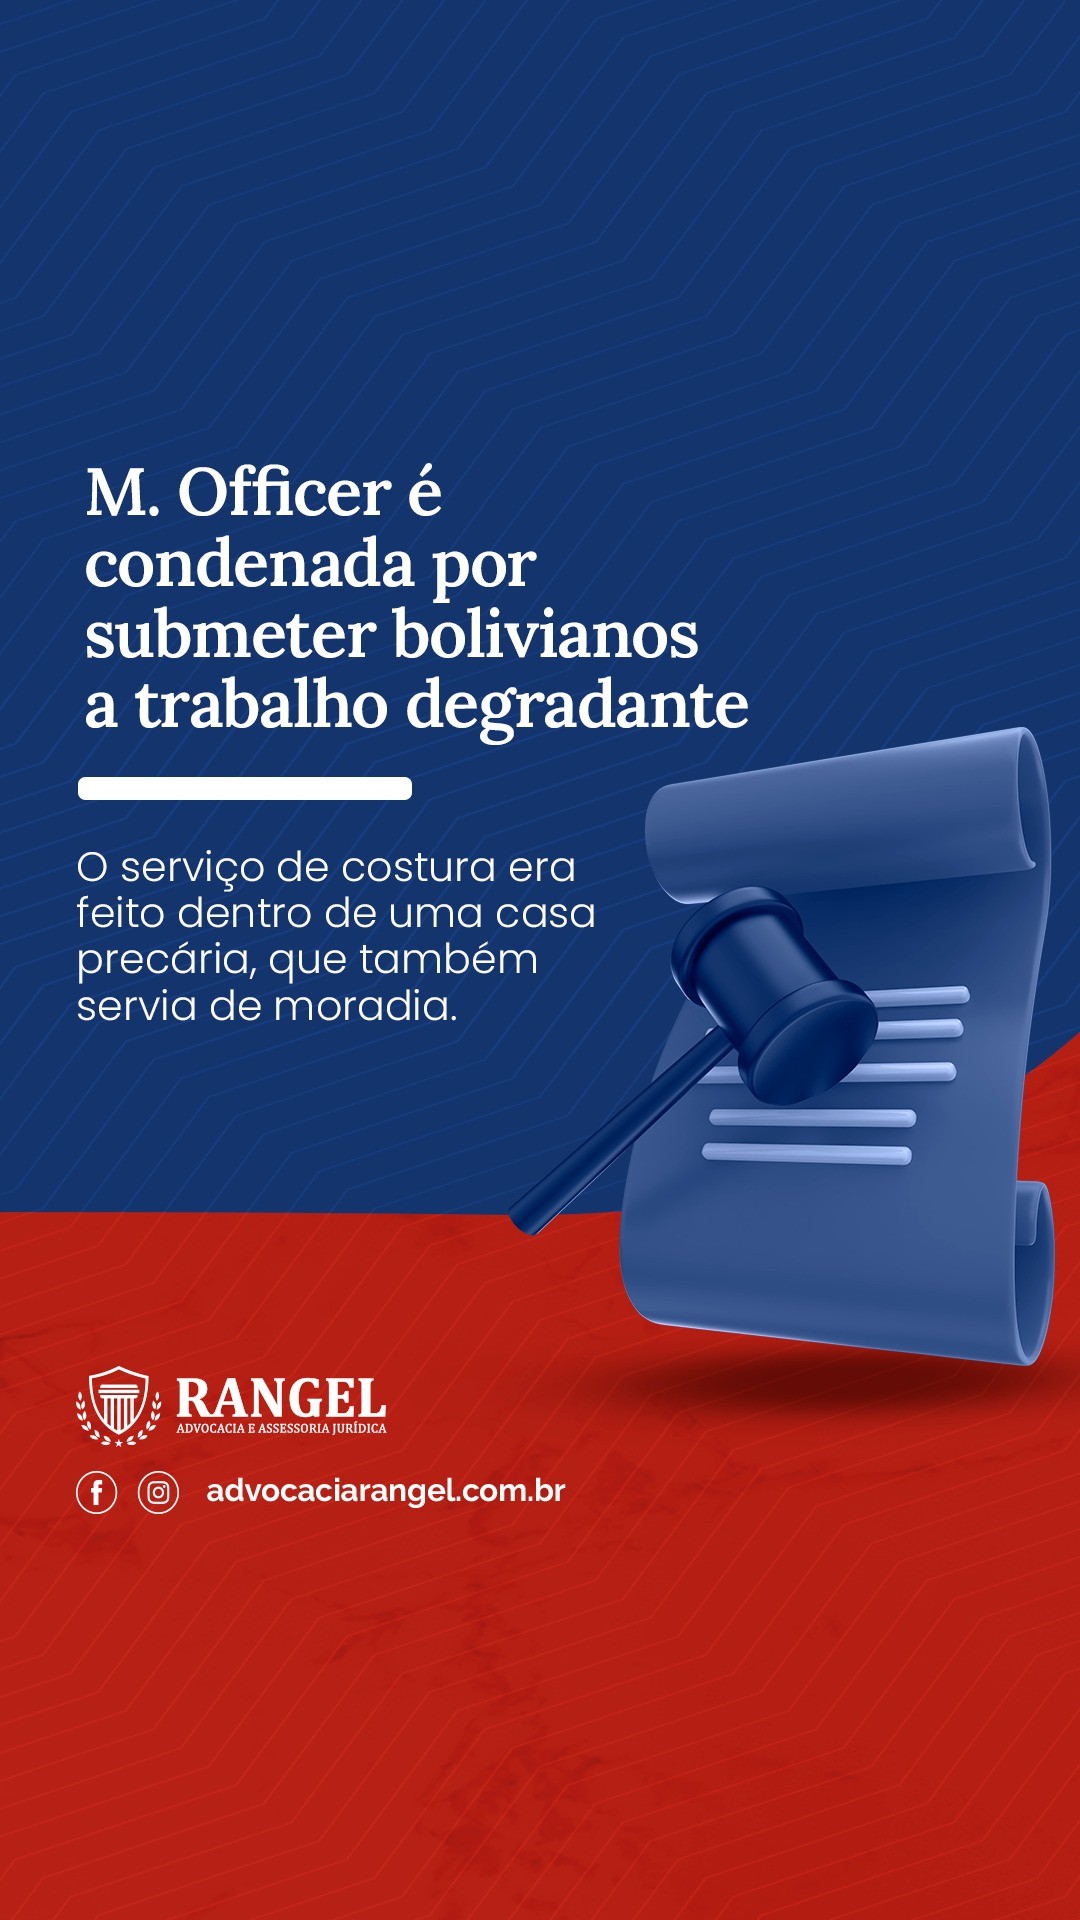 M. Officer é
condenada por
submeter bolivianos
a trabalho degradante
O serviço de costura era
feito dentro de uma casa
precária, que também
servia de moradia.
RANGEL
ADVOCACIA E ASSESSORIA JURÍDICA
advocaciarangel.com.br